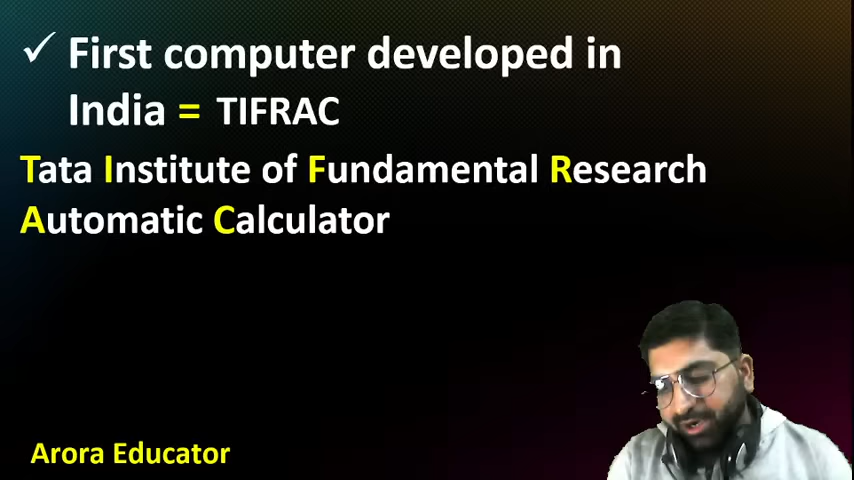 ✓ First computer developed in
India = TIFRAC
Tata Institute of Fundamental Research
Automatic Calculator
Arora Educator